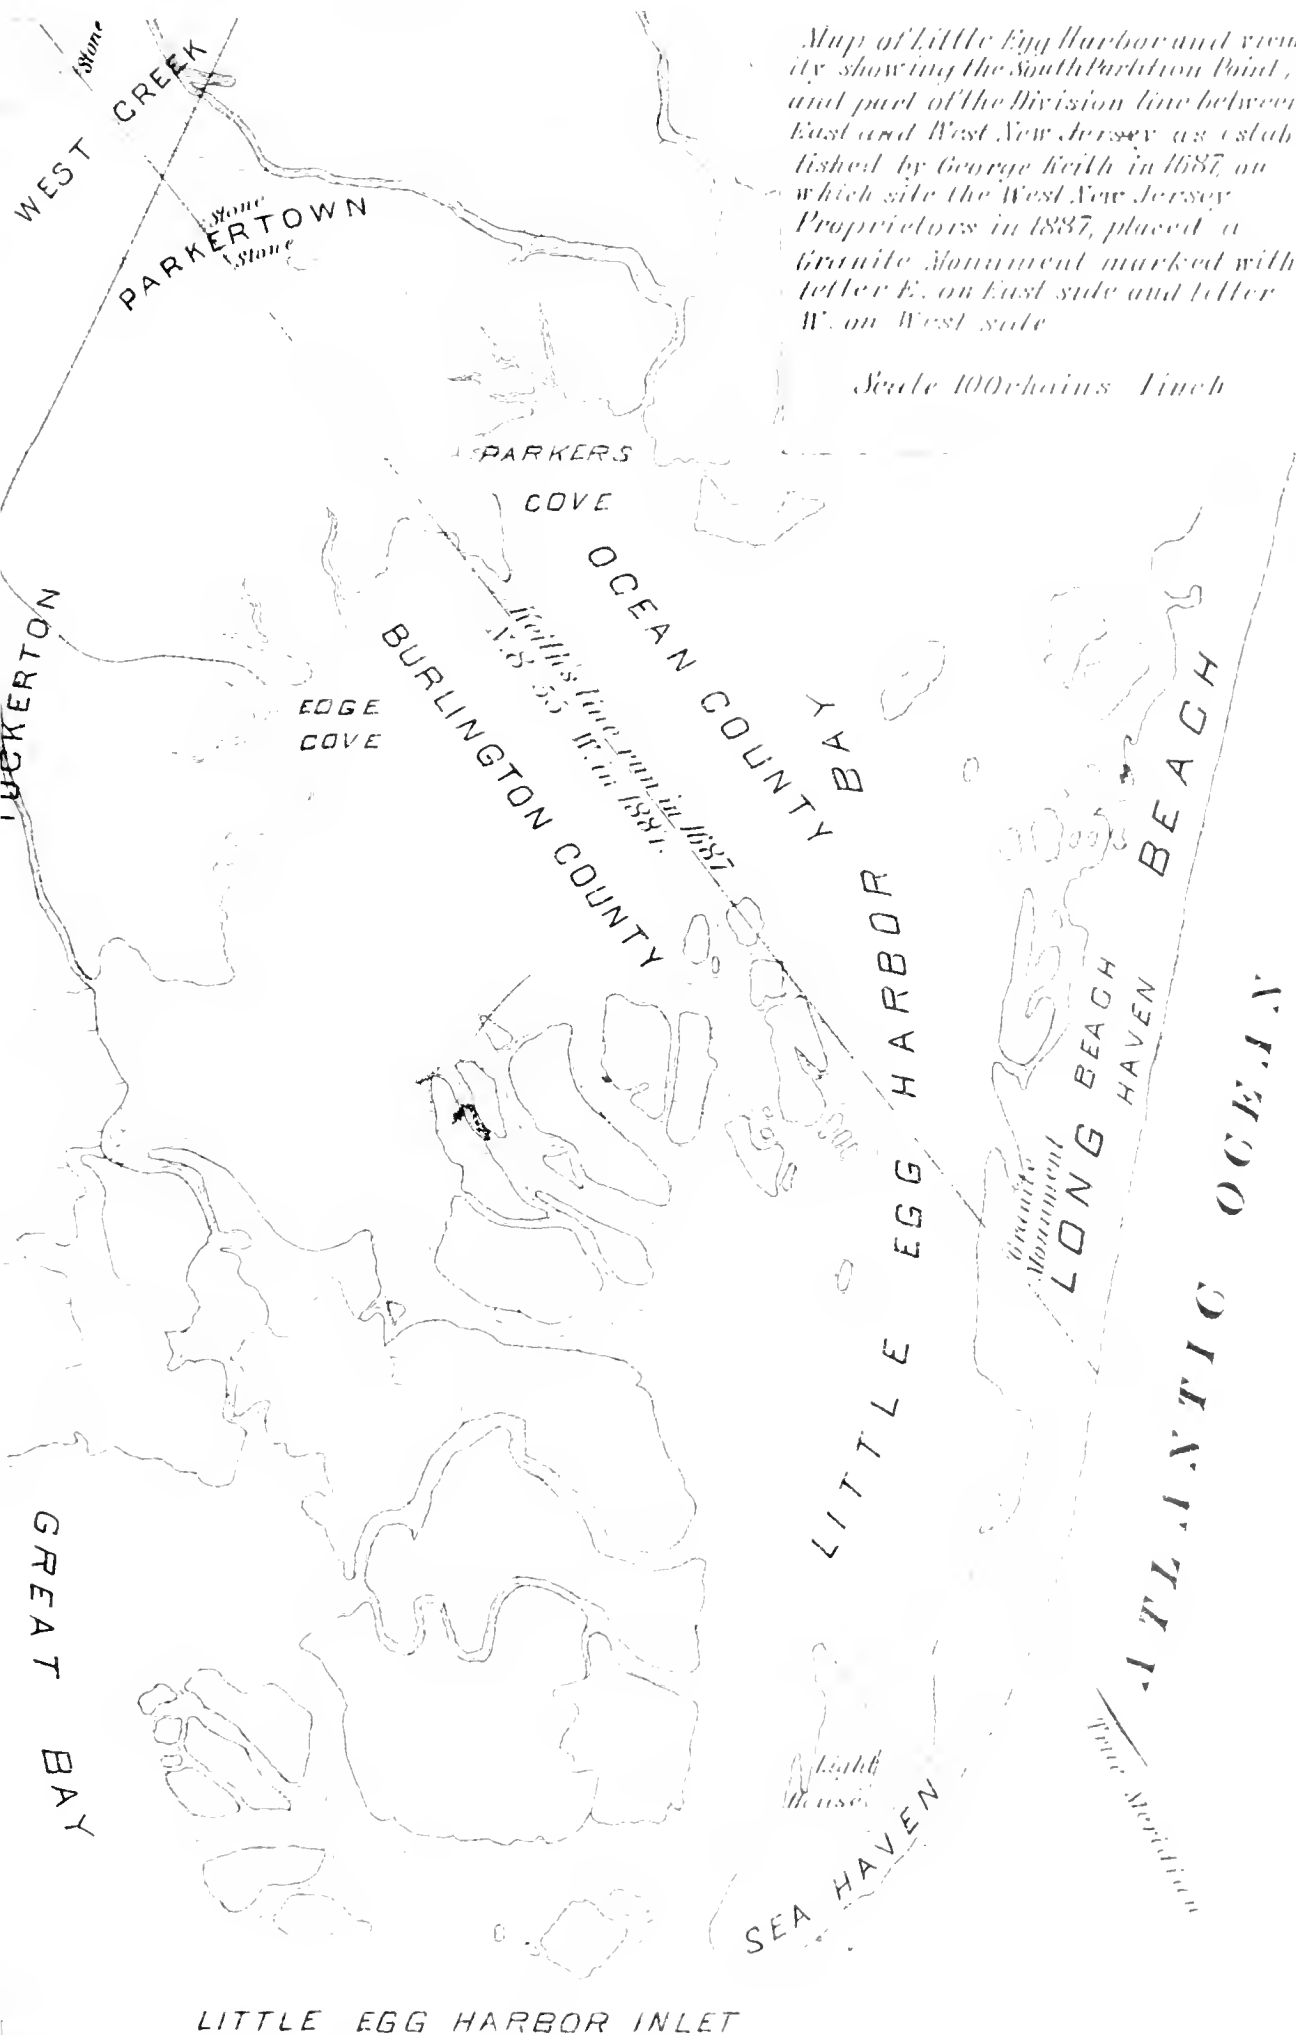 Map of Little Egg Harbor and vicin
ity showing the South Partition Point,
and part of the Division line between
East and West New Jersey as estab
lished by George Keith in 1687, on
which site the West New Jersey
Proprietors in 1887, placed a
Granite Monument marked with
letter E. on East side and letter
W. on West side
Scale 100 chains 1 inch
Stone
WEST CREEK
Stone
PARKERTOWN
Stone
PARKERS
COVE
OCEAN COUNTY
TUCKERTON
EDGE
COVE
BURLINGTON COUNTY
Keith's line run in 1687
W. in 1887.
LITTLE EGG HARBOR BAY
LONG BEACH
BEACH
HAVEN
Granite
Monument
ATLANTIC OCEAN
GREAT BAY
Light
House
SEA HAVEN
True Meridian
LITTLE EGG HARBOR INLET